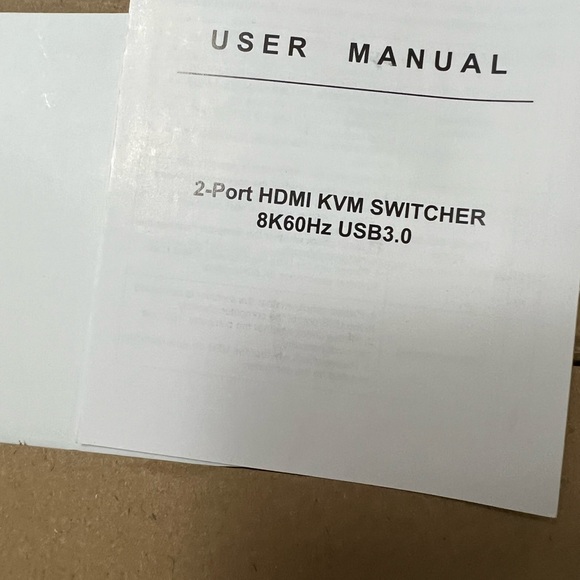 USER MANUAL
2-Port HDMI KVM SWITCHER
8K60Hz USB3.0